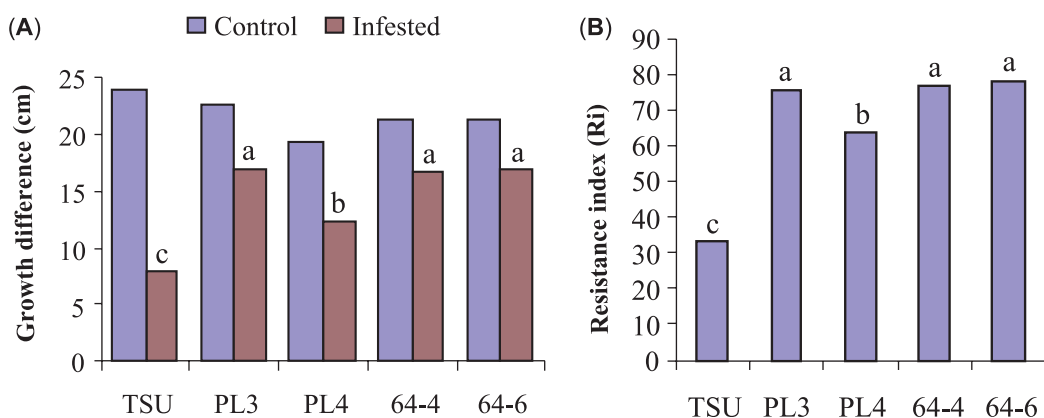 (A)
Control
Infested
Growth difference (cm)
25
20
15
10
5
0
c
a
b
a
a
TSU
PL3
PL4
64-4
64-6
(B)
Resistance index (Ri)
90
80
70
60
50
40
30
20
10
0
c
a
b
a
a
TSU
PL3
PL4
64-4
64-6